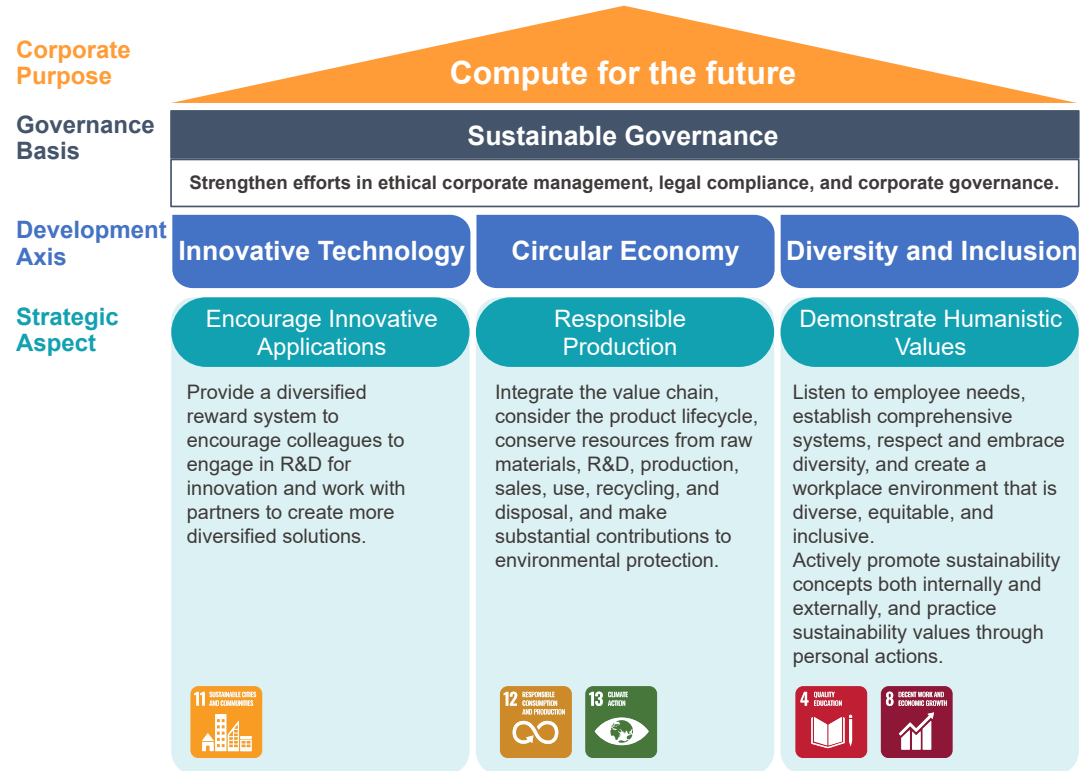 Corporate
Purpose
Compute for the future
Governance
Basis
Sustainable Governance
Strengthen efforts in ethical corporate management, legal compliance, and corporate governance.
Development
Axis
Innovative Technology
Circular Economy
Diversity and Inclusion
Strategic
Aspect
Encourage Innovative
Applications
Responsible
Production
Demonstrate Humanistic
Values
Provide a diversified
reward system to
encourage colleagues to
engage in R&D for
innovation and work with
partners to create more
diversified solutions.
Integrate the value chain,
consider the product lifecycle,
conserve resources from raw
materials, R&D, production,
sales, use, recycling, and
disposal, and make
substantial contributions to
environmental protection.
Listen to employee needs,
establish comprehensive
systems, respect and embrace
diversity, and create a
workplace environment that is
diverse, equitable, and
inclusive.
Actively promote sustainability
concepts both internally and
externally, and practice
sustainability values through
personal actions.
11 SUSTAINABLE CITIES
AND COMMUNITIES
12 RESPONSIBLE
CONSUMPTION
AND PRODUCTION
13 CLIMATE
ACTION
4 QUALITY
EDUCATION
8 DECENT WORK AND
ECONOMIC GROWTH